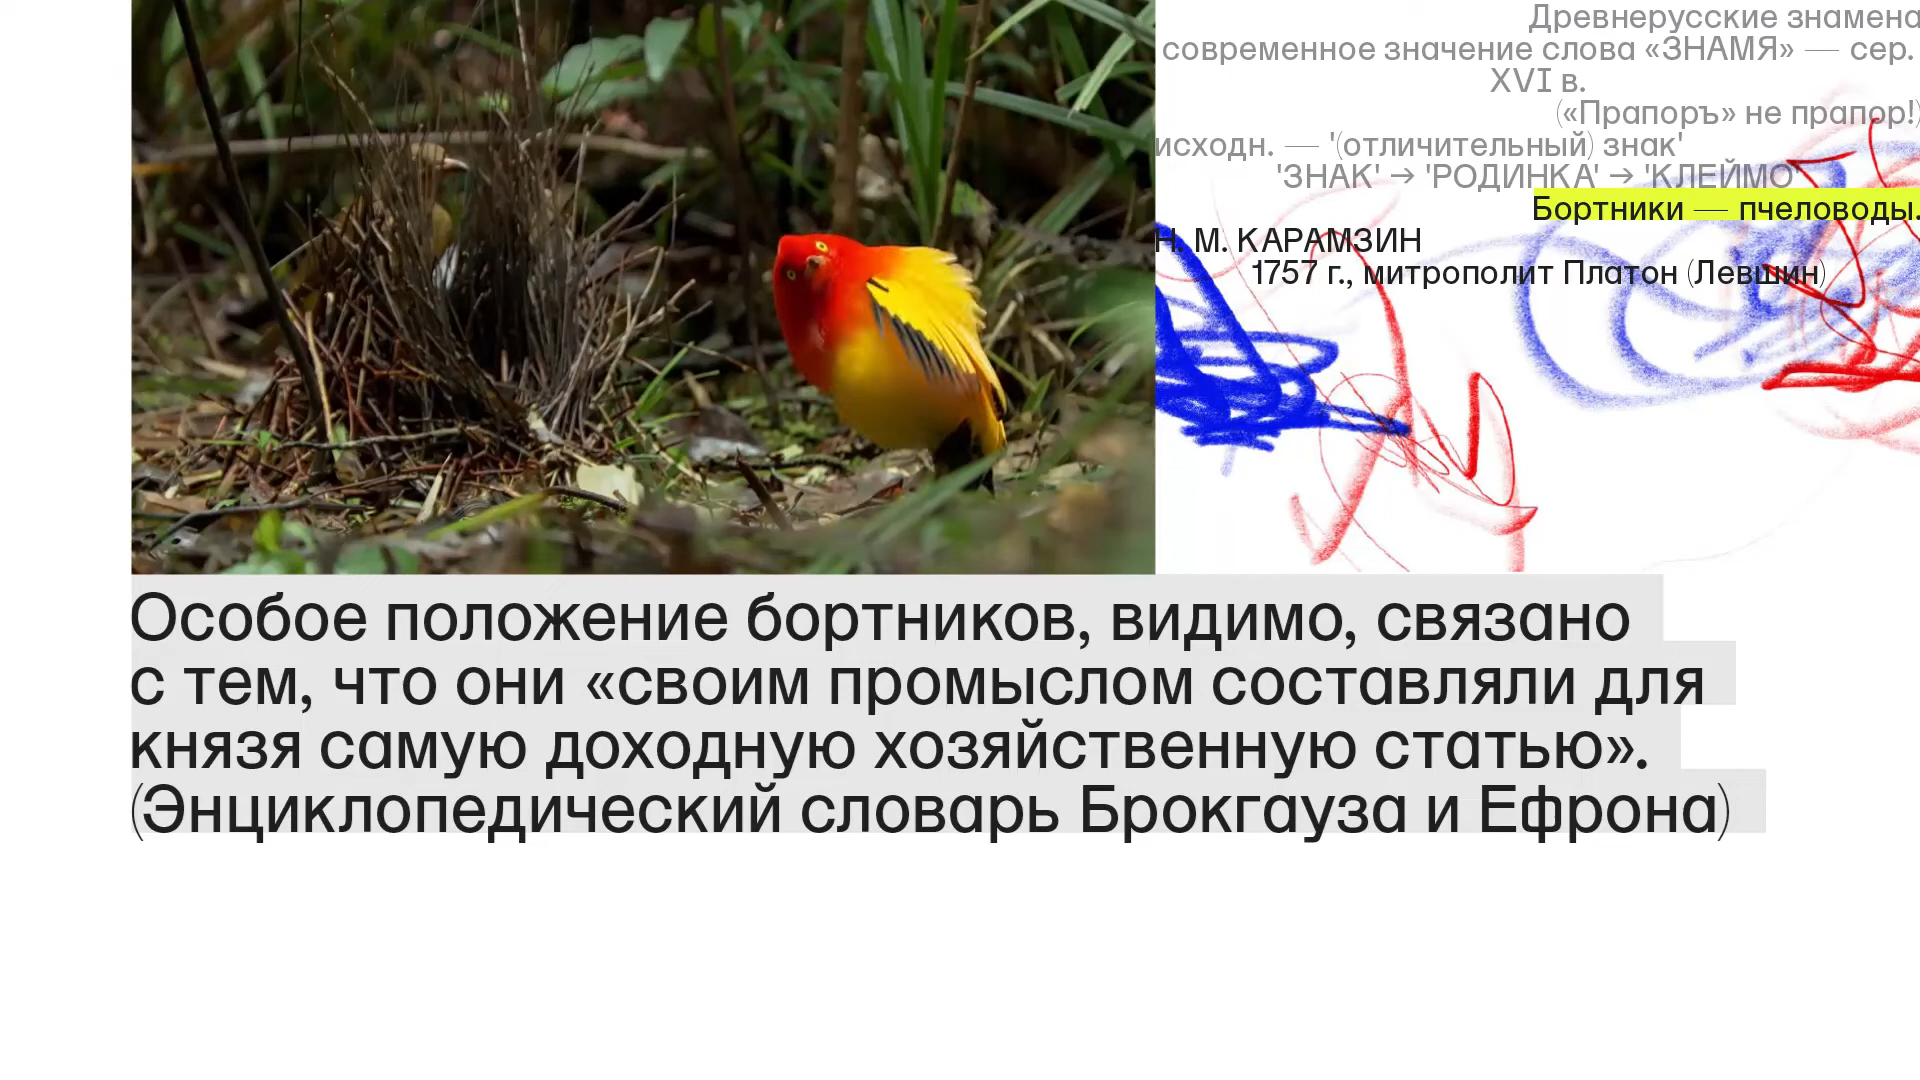 Древнерусские знамена
современное значение слова «ЗНАМЯ» — сер.
XVI в.
(«Прапоръ» не прапор!)
исходн. — '(отличительный) знак'
'ЗНАК' → 'РОДИНКА' → 'КЛЕЙМО'
Бортники — пчеловоды.
Н. М. КАРАМЗИН
1757 г., митрополит Платон (Левшин)
Особое положение бортников, видимо, связано
с тем, что они «своим промыслом составляли для
князя самую доходную хозяйственную статью».
(Энциклопедический словарь Брокгауза и Ефрона)